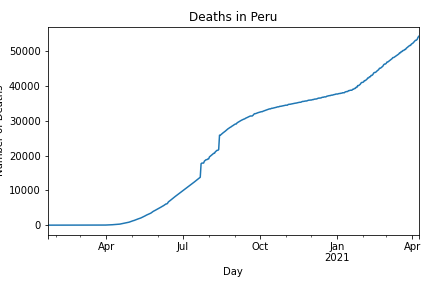 Deaths in Peru
50000
40000
30000
20000
10000
0
Number of Deaths
Apr
Jul
Oct
Jan
2021
Apr
Day